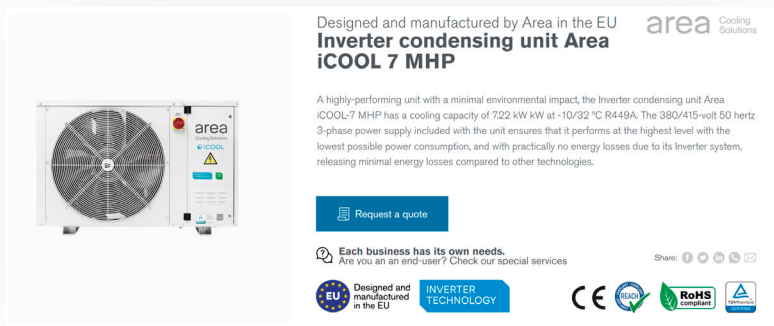 Designed and manufactured by Area in the EU
area Cooling Solutions
Inverter condensing unit Area
iCOOL 7 MHP
A highly-performing unit with a minimal environmental impact, the Inverter condensing unit Area
iCOOL-7 MHP has a cooling capacity of 7.22 kW kW at -10/32 °C R449A. The 380/415-volt 50 hertz
3-phase power supply included with the unit ensures that it performs at the highest level with the
lowest possible power consumption, and with practically no energy losses due to its Inverter system,
releasing minimal energy losses compared to other technologies.
area
Cooling Solutions
iCOOL
Request a quote
Each business has its own needs.
Are you an an end-user? Check our special services
Share:
EU
Designed and
manufactured
in the EU
INVERTER
TECHNOLOGY
CE
REACH
RoHS
compliant
TÜVRheinland
CERTIFIED